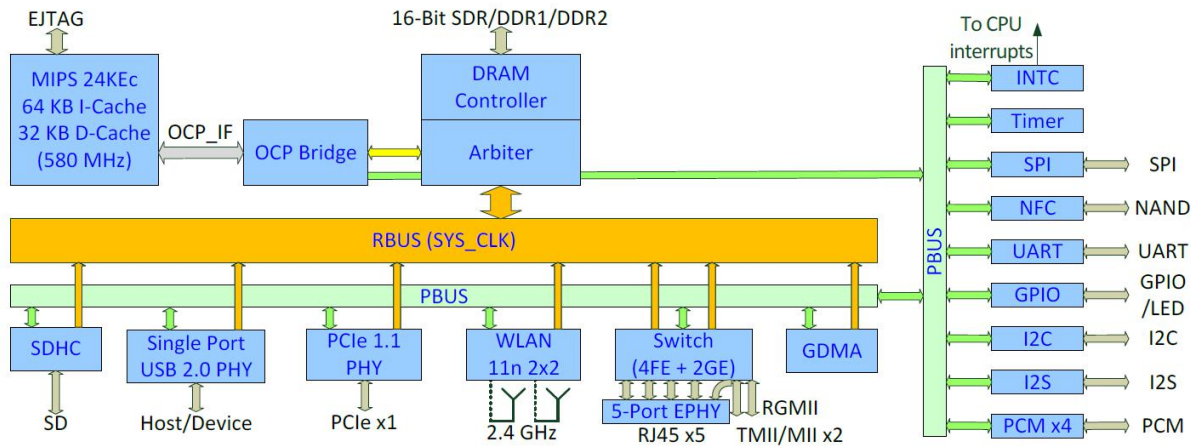 EJTAG
16-Bit SDR/DDR1/DDR2
To CPU
interrupts
MIPS 24KEc
64 KB I-Cache
32 KB D-Cache
(580 MHz)
OCP_IF
OCP Bridge
DRAM
Controller
Arbiter
RBUS (SYS_CLK)
PBUS
SDHC
Single Port
USB 2.0 PHY
PCIe 1.1
PHY
WLAN
11n 2x2
Switch
(4FE + 2GE)
GDMA
5-Port EPHY
SD
Host/Device
PCIe x1
2.4 GHz
RJ45 x5
RGMII
TMII/MII x2
PBUS
INTC
Timer
SPI
SPI
NFC
NAND
UART
UART
GPIO
GPIO
/LED
I2C
I2C
I2S
I2S
PCM x4
PCM